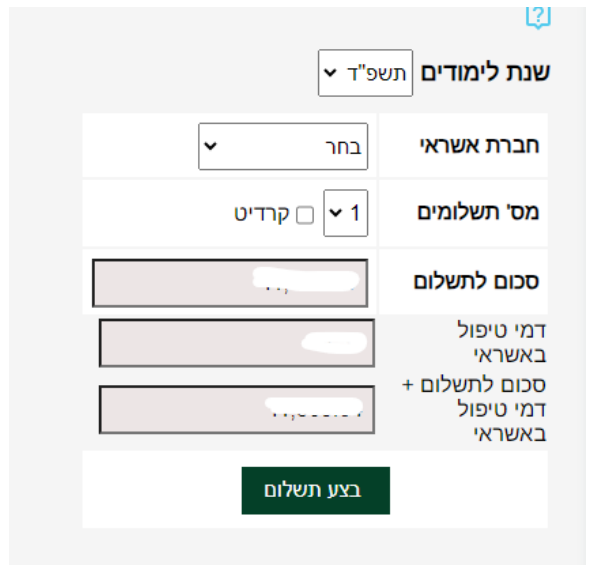 ?
שנת לימודים תשפ"ד
חברת אשראי בחר
מס' תשלומים 1 קרדיט
סכום לתשלום
דמי טיפול
באשראי
סכום לתשלום +
דמי טיפול
באשראי
בצע תשלום